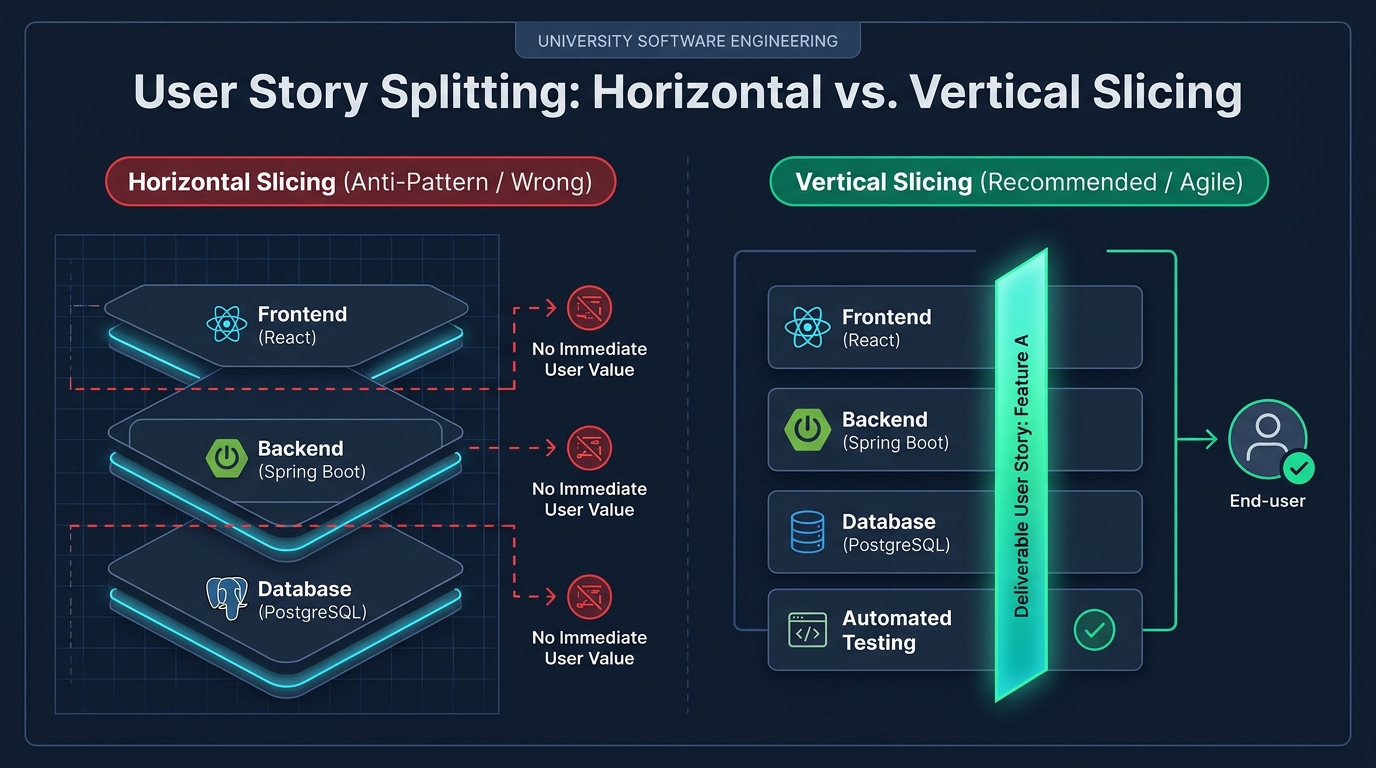 UNIVERSITY SOFTWARE ENGINEERING
User Story Splitting: Horizontal vs. Vertical Slicing
Horizontal Slicing (Anti-Pattern / Wrong)
Frontend
(React)
No Immediate
User Value
Backend
(Spring Boot)
No Immediate
User Value
Database
(PostgreSQL)
No Immediate
User Value
Vertical Slicing (Recommended / Agile)
Frontend
(React)
Backend
(Spring Boot)
Database
(PostgreSQL)
Automated
Testing
Deliverable User Story: Feature A
End-user